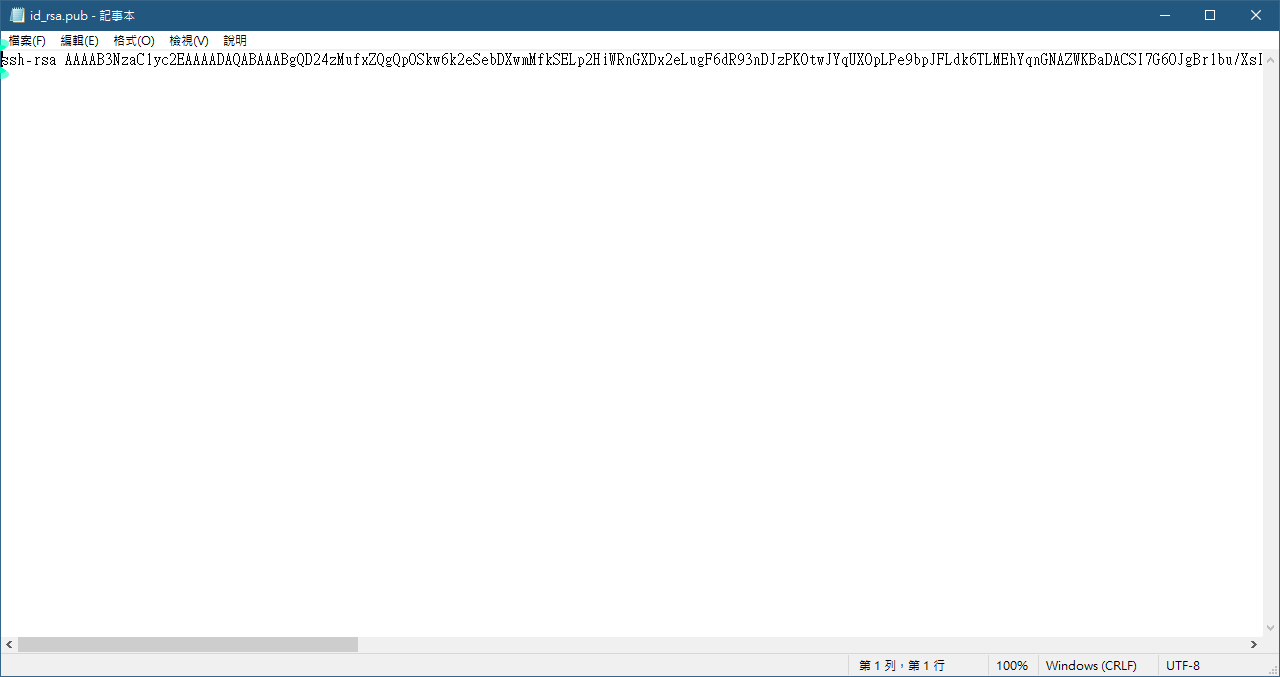 id_rsa.pub - 記事本
檔案(F) 編輯(E) 格式(O) 檢視(V) 說明
ssh-rsa AAAAB3NzaC1yc2EAAAADAQABAAABgQD24zMufxZQgQpOSkw6k2eSebDXwmMfkSELp2HiWRnGXDx2eLugF6dR93nDJzPKOtwJYqUXOpLPe9bpJFLdk6TLMEhYqnGNAZWKBaDACSI7G6OJgBr1bu/XsI
第 1 列，第 1 行 100% Windows (CRLF) UTF-8